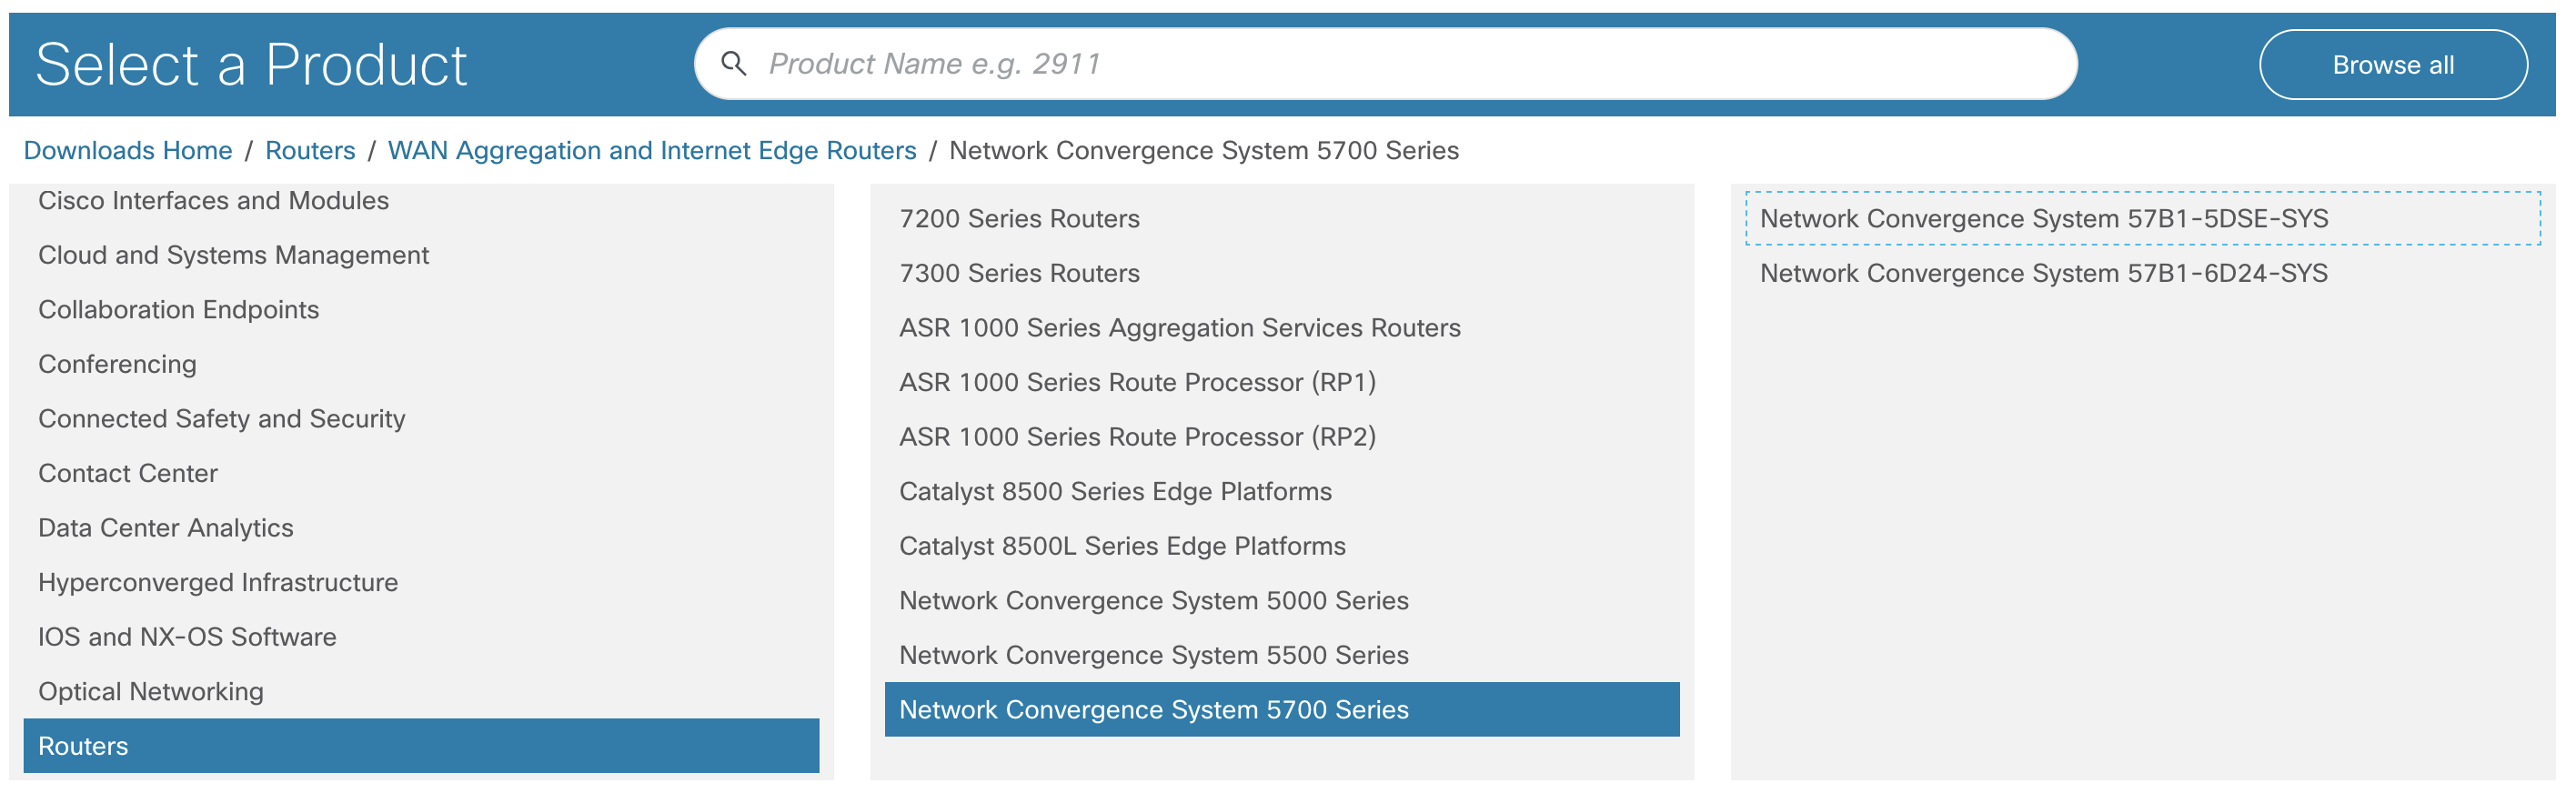 Select a Product
Product Name e.g. 2911
Browse all
Downloads Home / Routers / WAN Aggregation and Internet Edge Routers / Network Convergence System 5700 Series
Cisco Interfaces and Modules
Cloud and Systems Management
Collaboration Endpoints
Conferencing
Connected Safety and Security
Contact Center
Data Center Analytics
Hyperconverged Infrastructure
IOS and NX-OS Software
Optical Networking
Routers
7200 Series Routers
7300 Series Routers
ASR 1000 Series Aggregation Services Routers
ASR 1000 Series Route Processor (RP1)
ASR 1000 Series Route Processor (RP2)
Catalyst 8500 Series Edge Platforms
Catalyst 8500L Series Edge Platforms
Network Convergence System 5000 Series
Network Convergence System 5500 Series
Network Convergence System 5700 Series
Network Convergence System 57B1-5DSE-SYS
Network Convergence System 57B1-6D24-SYS